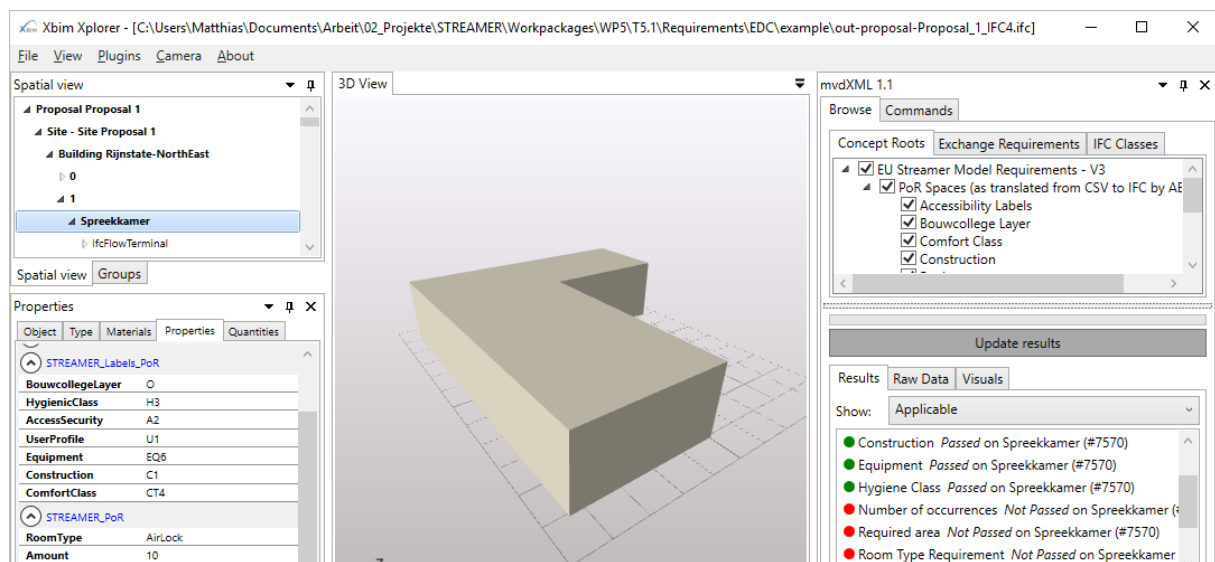 Xbim Xplorer - [C:\Users\Matthias\Documents\Arbeit\02_Projekte\STREAMER\Workpackages\WP5\T5.1\Requirements\EDC\example\out-proposal-Proposal_1_IFC4.ifc]
File View Plugins Camera About
Spatial view
Proposal Proposal 1
Site - Site Proposal 1
Building Rijnstate-NorthEast
0
1
Spreekkamer
IfcFlowTerminal
Spatial view Groups
Properties
Object Type Materials Properties Quantities
STREAMER_Labels_PoR
BouwcollegeLayer O
HygienicClass H3
AccessSecurity A2
UserProfile U1
Equipment EQ6
Construction C1
ComfortClass CT4
STREAMER_PoR
RoomType AirLock
Amount 10
3D View
mvdXML 1.1
Browse Commands
Concept Roots Exchange Requirements IFC Classes
EU Streamer Model Requirements - V3
PoR Spaces (as translated from CSV to IFC by AE
Accessibility Labels
Bouwcollege Layer
Comfort Class
Construction
Update results
Results Raw Data Visuals
Show: Applicable
Construction Passed on Spreekkamer (#7570)
Equipment Passed on Spreekkamer (#7570)
Hygiene Class Passed on Spreekkamer (#7570)
Number of occurrences Not Passed on Spreekkamer (#
Required area Not Passed on Spreekkamer (#7570)
Room Type Requirement Not Passed on Spreekkamer